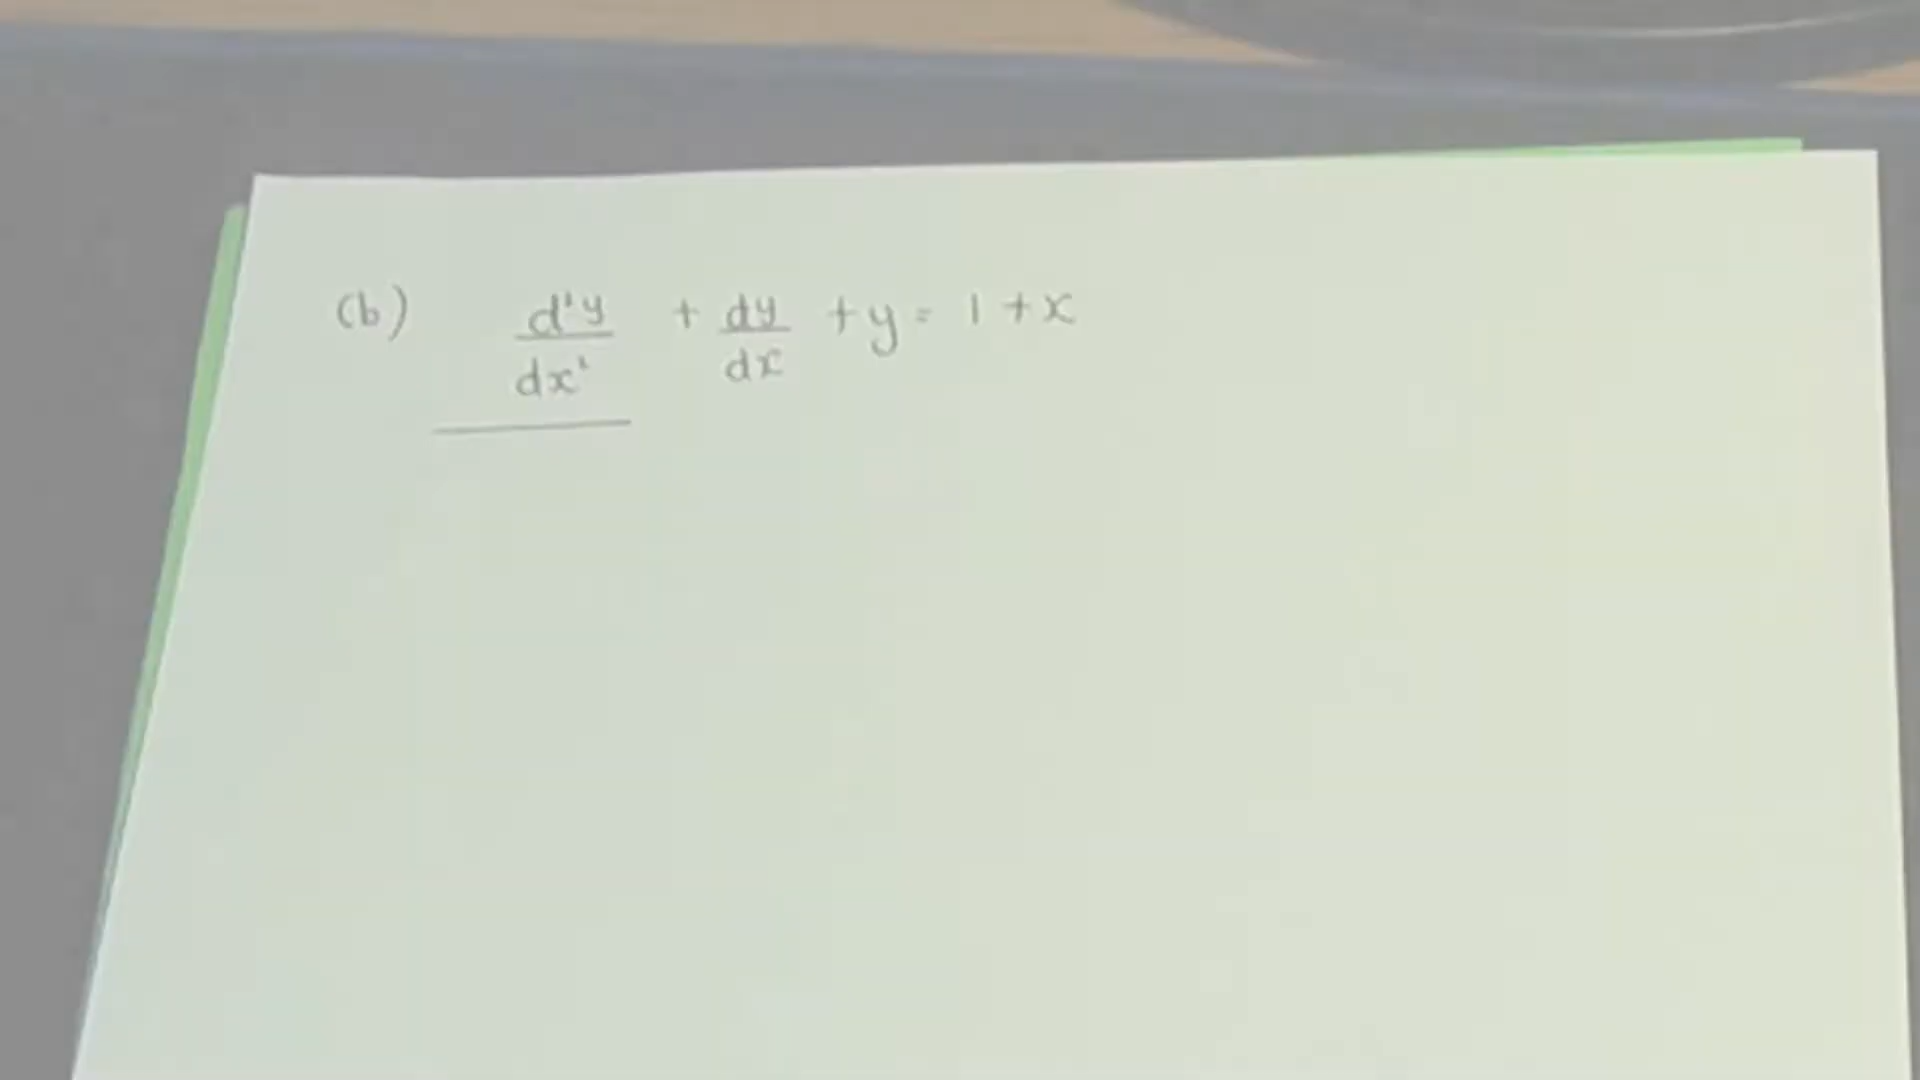 (b) d²y/dx² + dy/dx + y = 1 + x